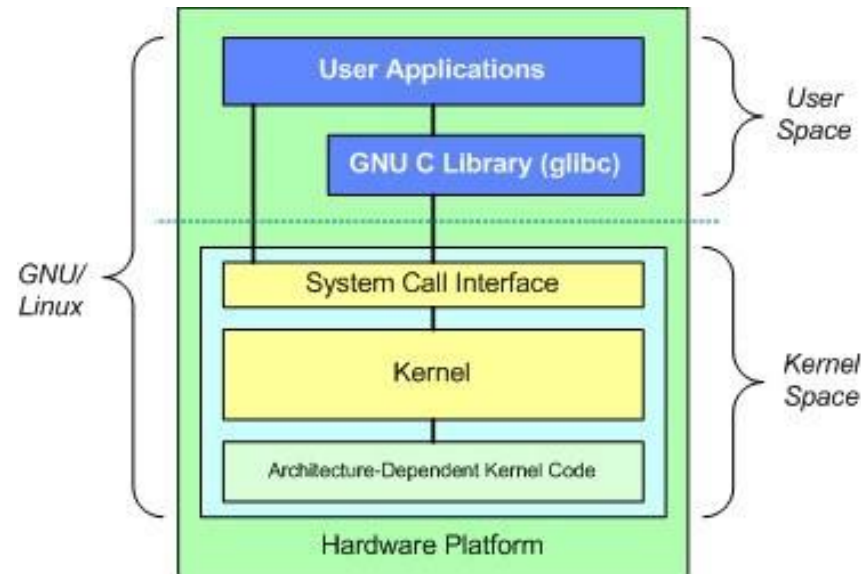 User Applications
GNU C Library (glibc)
User
Space
GNU/
Linux
System Call Interface
Kernel
Kernel
Space
Architecture-Dependent Kernel Code
Hardware Platform